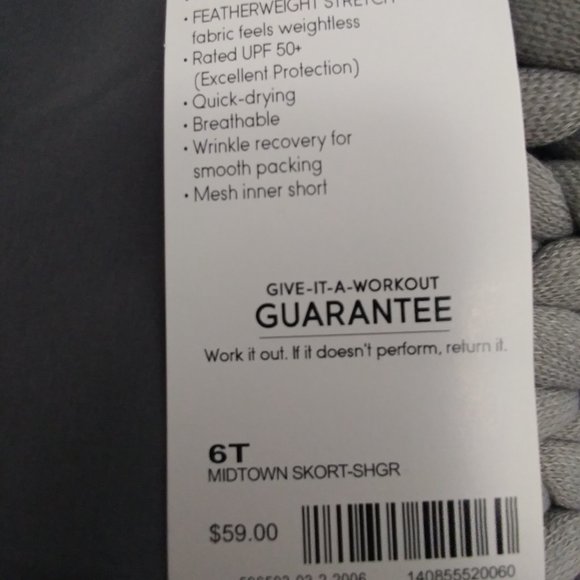 • FEATHERWEIGHT STRETCH
fabric feels weightless
• Rated UPF 50+
(Excellent Protection)
• Quick-drying
• Breathable
• Wrinkle recovery for
smooth packing
• Mesh inner short
GIVE-IT-A-WORKOUT
GUARANTEE
Work it out. If it doesn't perform, return it.
6T
MIDTOWN SKORT-SHGR
$59.00
140855520060